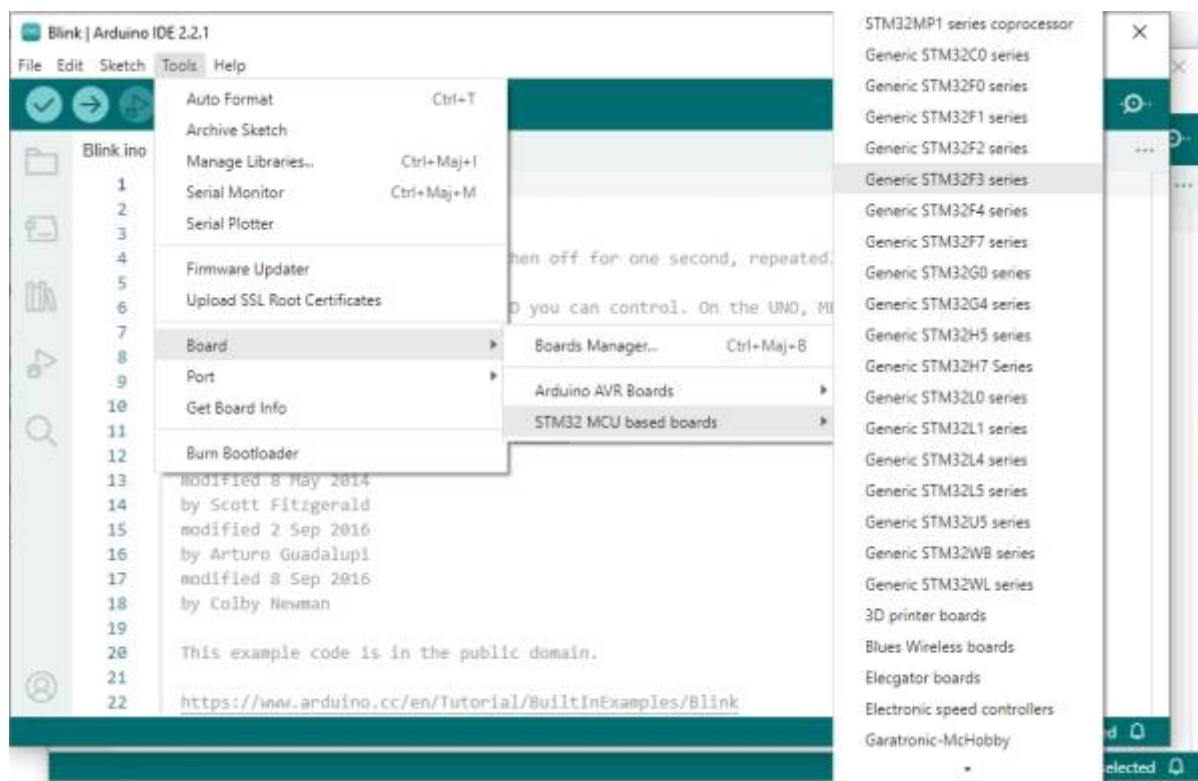 Blink | Arduino IDE 2.2.1
File Edit Sketch Tools Help
Blink.ino
Auto Format Ctrl+T
Archive Sketch
Manage Libraries... Ctrl+Maj+I
Serial Monitor Ctrl+Maj+M
Serial Plotter
Firmware Updater
Upload SSL Root Certificates
Board
Port
Get Board Info
Burn Bootloader
Boards Manager... Ctrl+Maj+B
Arduino AVR Boards
STM32 MCU based boards
STM32MP1 series coprocessor
Generic STM32C0 series
Generic STM32F0 series
Generic STM32F1 series
Generic STM32F2 series
Generic STM32F3 series
Generic STM32F4 series
Generic STM32F7 series
Generic STM32G0 series
Generic STM32G4 series
Generic STM32H5 series
Generic STM32H7 Series
Generic STM32L0 series
Generic STM32L1 series
Generic STM32L4 series
Generic STM32L5 series
Generic STM32U5 series
Generic STM32WB series
Generic STM32WL series
3D printer boards
Blues Wireless boards
Elecgator boards
Electronic speed controllers
Garatronic-McHobby
1
2
3
4 hen off for one second, repeated
5
6 D you can control. On the UNO, ME
7
8
9
10
11
12
13 modified 8 May 2014
14 by Scott Fitzgerald
15 modified 2 Sep 2016
16 by Arturo Guadalupi
17 modified 8 Sep 2016
18 by Colby Newman
19
20 This example code is in the public domain.
21
22 https://www.arduino.cc/en/Tutorial/BuiltInExamples/Blink
elected